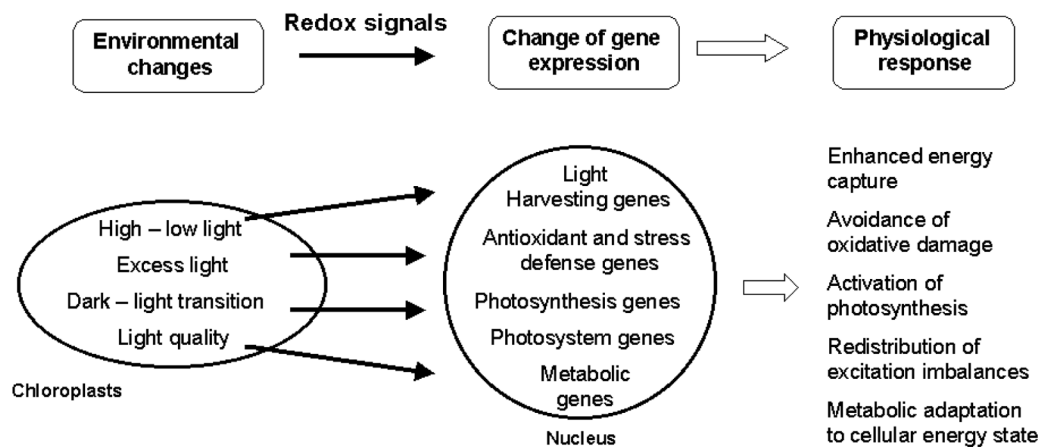 Environmental
changes
Redox signals
Change of gene
expression
Physiological
response
High – low light
Excess light
Dark – light transition
Light quality
Chloroplasts
Light
Harvesting genes
Antioxidant and stress
defense genes
Photosynthesis genes
Photosystem genes
Metabolic
genes
Nucleus
Enhanced energy
capture
Avoidance of
oxidative damage
Activation of
photosynthesis
Redistribution of
excitation imbalances
Metabolic adaptation
to cellular energy state